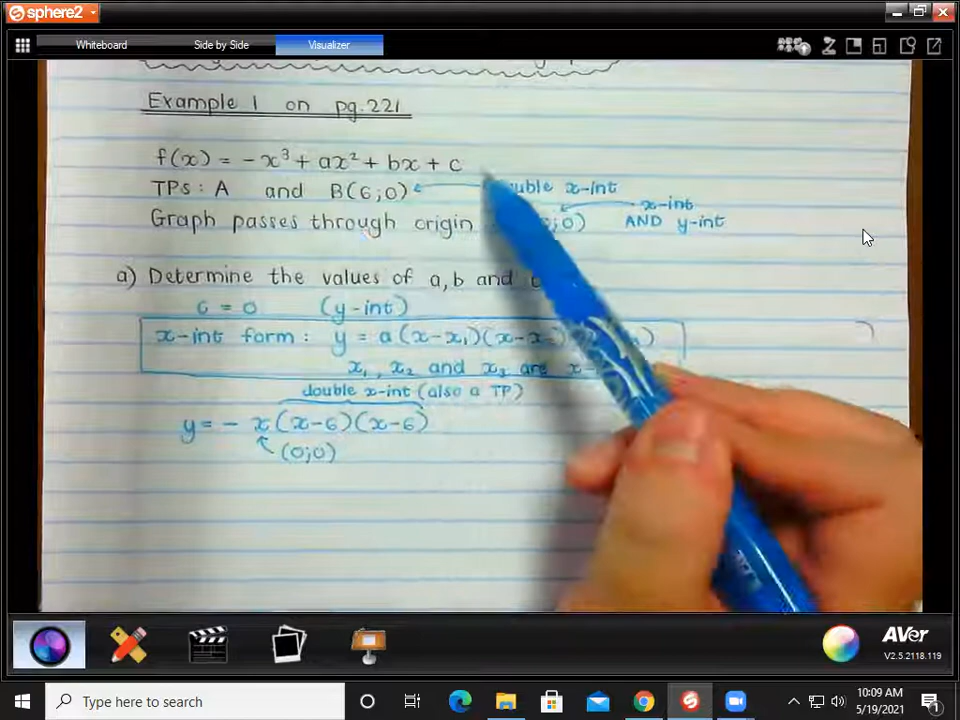 sphere2
Whiteboard
Side by Side
Visualizer
Example 1 on pg.221
f(x) = -x³ + ax² + bx + c
TPs: A and B(6;0) double x-int
x-int
Graph passes through origin ;0) AND y-int
a) Determine the values of a,b and
c = 0 (y-int)
x-int form: y = a(x-x₁)(x-x₂
x₁, x₂ and x₃ are x-
double x-int (also a TP)
y = - x(x-6)(x-6)
(0;0)
AVer
V2.5.2118.119
Type here to search
10:09 AM
5/19/2021
1